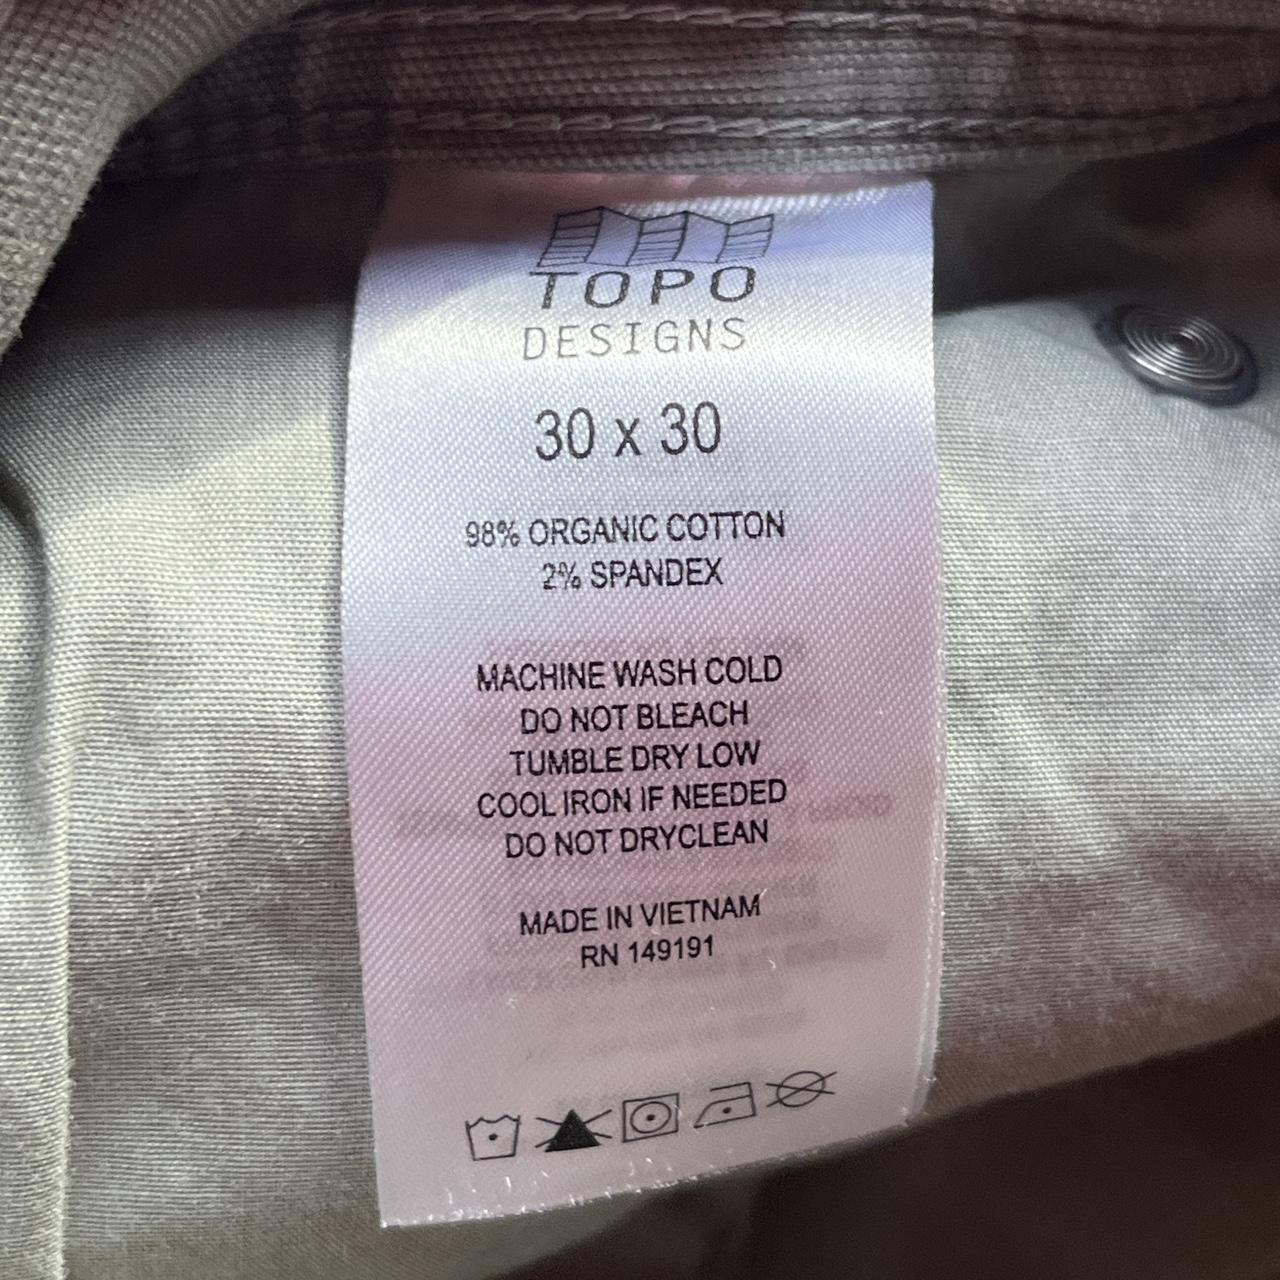 TOPO
DESIGNS
30 x 30
98% ORGANIC COTTON
2% SPANDEX
MACHINE WASH COLD
DO NOT BLEACH
TUMBLE DRY LOW
COOL IRON IF NEEDED
DO NOT DRYCLEAN
MADE IN VIETNAM
RN 149191